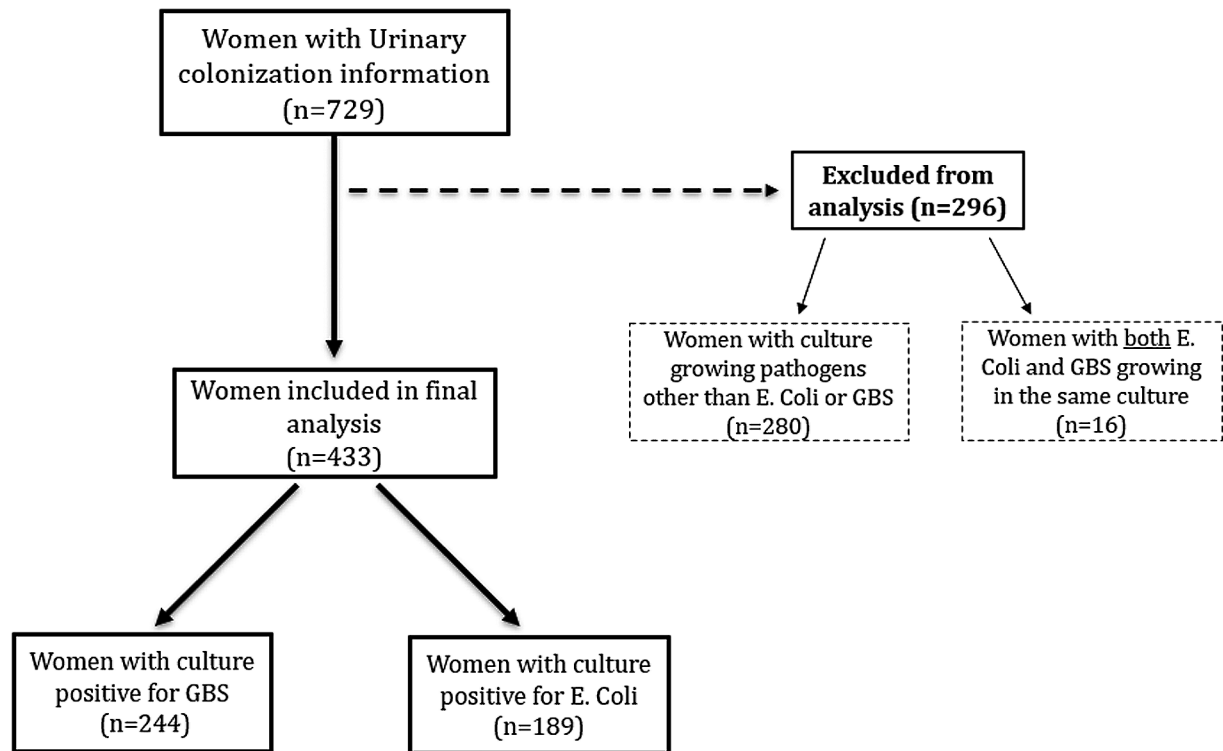 Women with Urinary
colonization information
(n=729)
Excluded from
analysis (n=296)
Women with culture
growing pathogens
other than E. Coli or GBS
(n=280)
Women with both E.
Coli and GBS growing
in the same culture
(n=16)
Women included in final
analysis
(n=433)
Women with culture
positive for GBS
(n=244)
Women with culture
positive for E. Coli
(n=189)